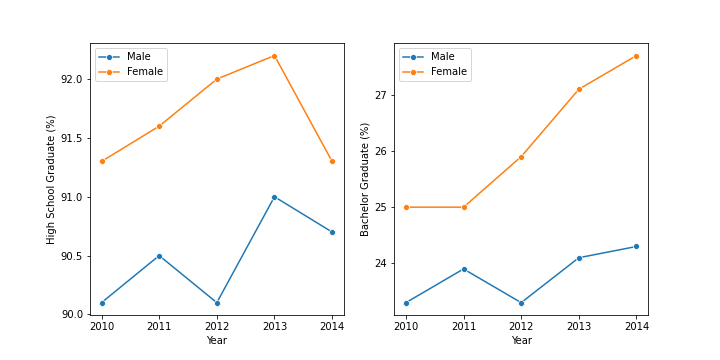 Male
Female
High School Graduate (%)
92.0
91.5
91.0
90.5
90.0
2010 2011 2012 2013 2014
Year
Male
Female
Bachelor Graduate (%)
27
26
25
24
2010 2011 2012 2013 2014
Year